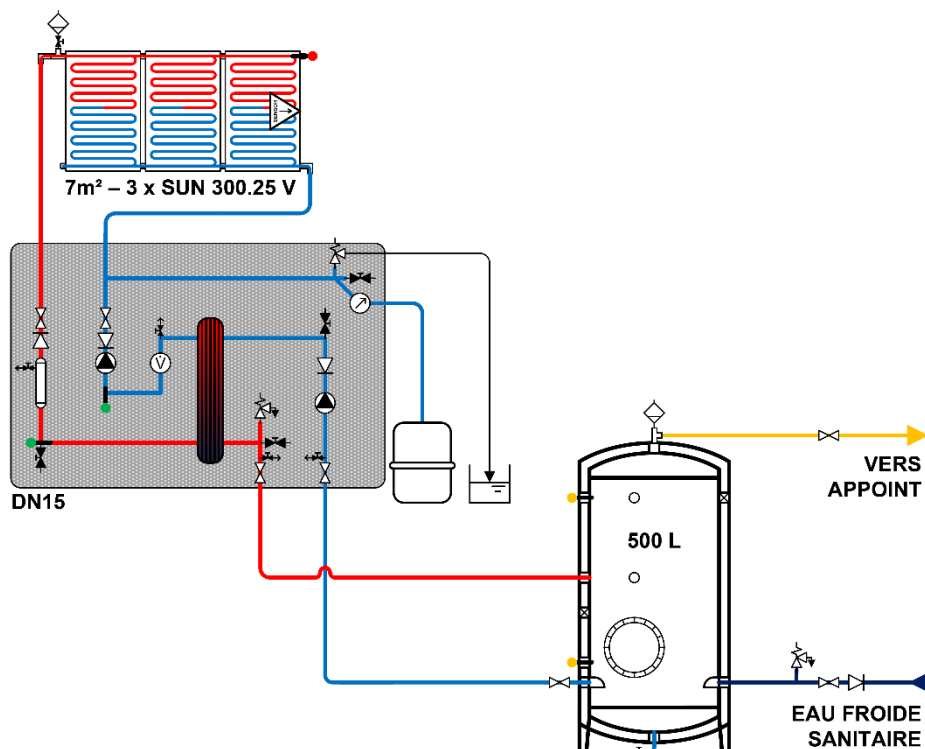 7m² – 3 x SUN 300.25 V
V̇
DN15
VERS
APPOINT
500 L
EAU FROIDE
SANITAIRE